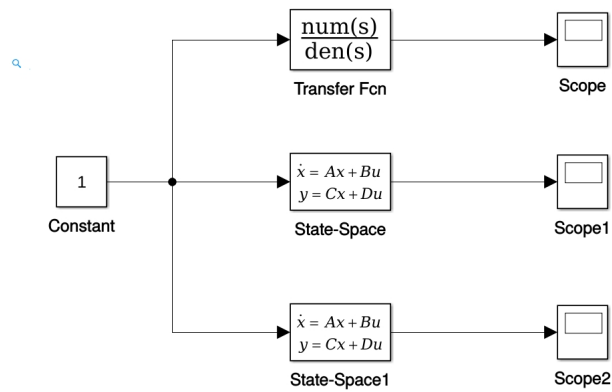 num(s)
den(s)
Transfer Fcn
Scope
1
Constant
ẋ = Ax + Bu
y = Cx + Du
State-Space
Scope1
ẋ = Ax + Bu
y = Cx + Du
State-Space1
Scope2